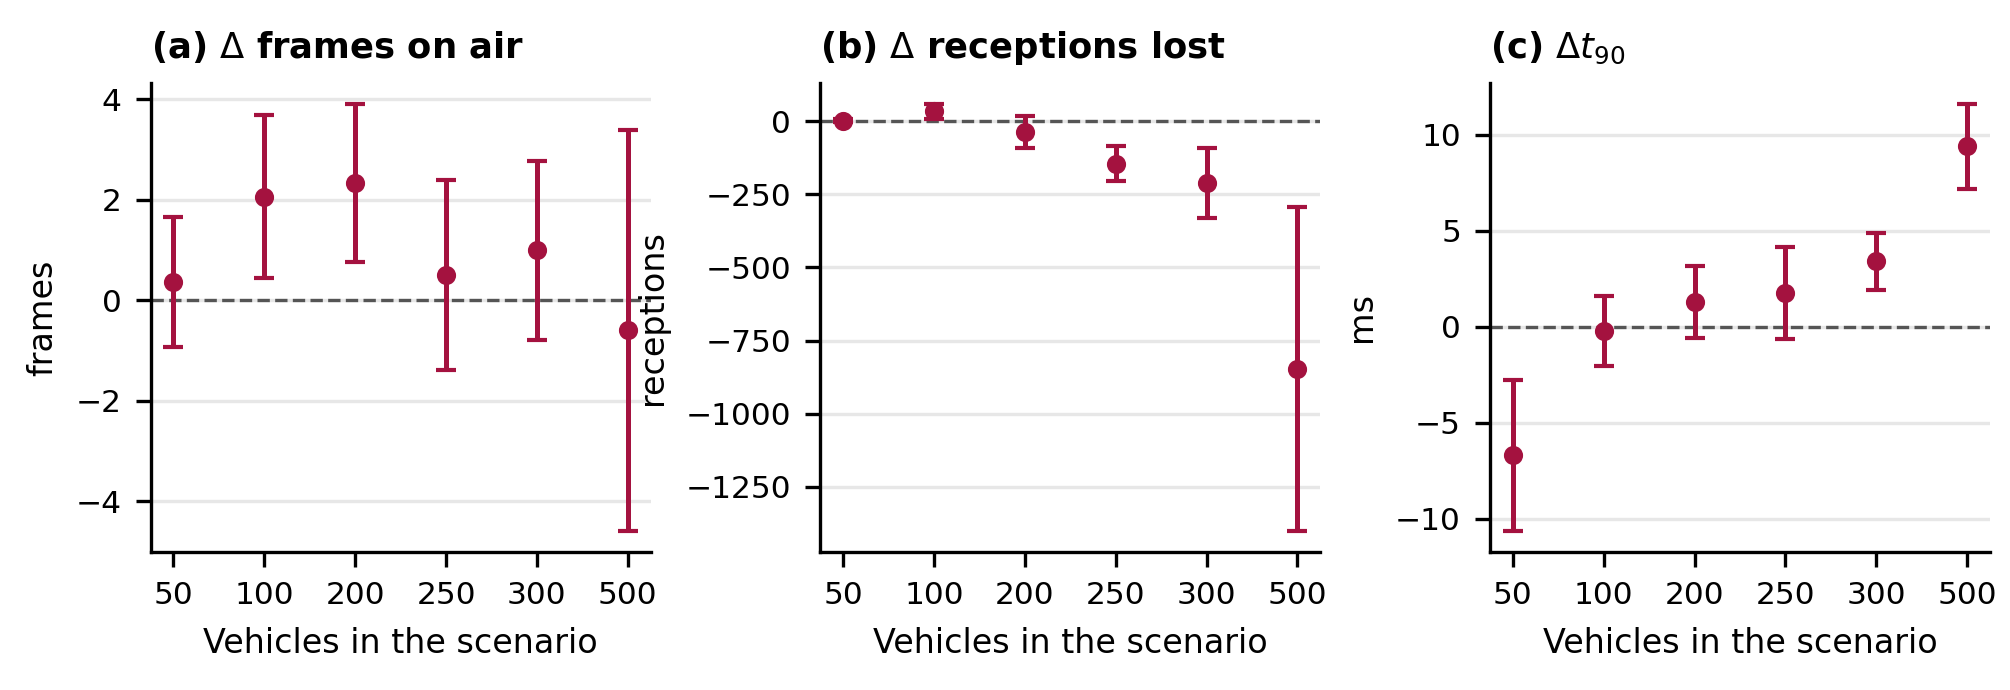 (a) Δ frames on air
frames
4
2
0
−2
−4
50 100 200 250 300 500
Vehicles in the scenario
(b) Δ receptions lost
receptions
0
−250
−500
−750
−1000
−1250
50 100 200 250 300 500
Vehicles in the scenario
(c) Δt₉₀
ms
10
5
0
−5
−10
50 100 200 250 300 500
Vehicles in the scenario